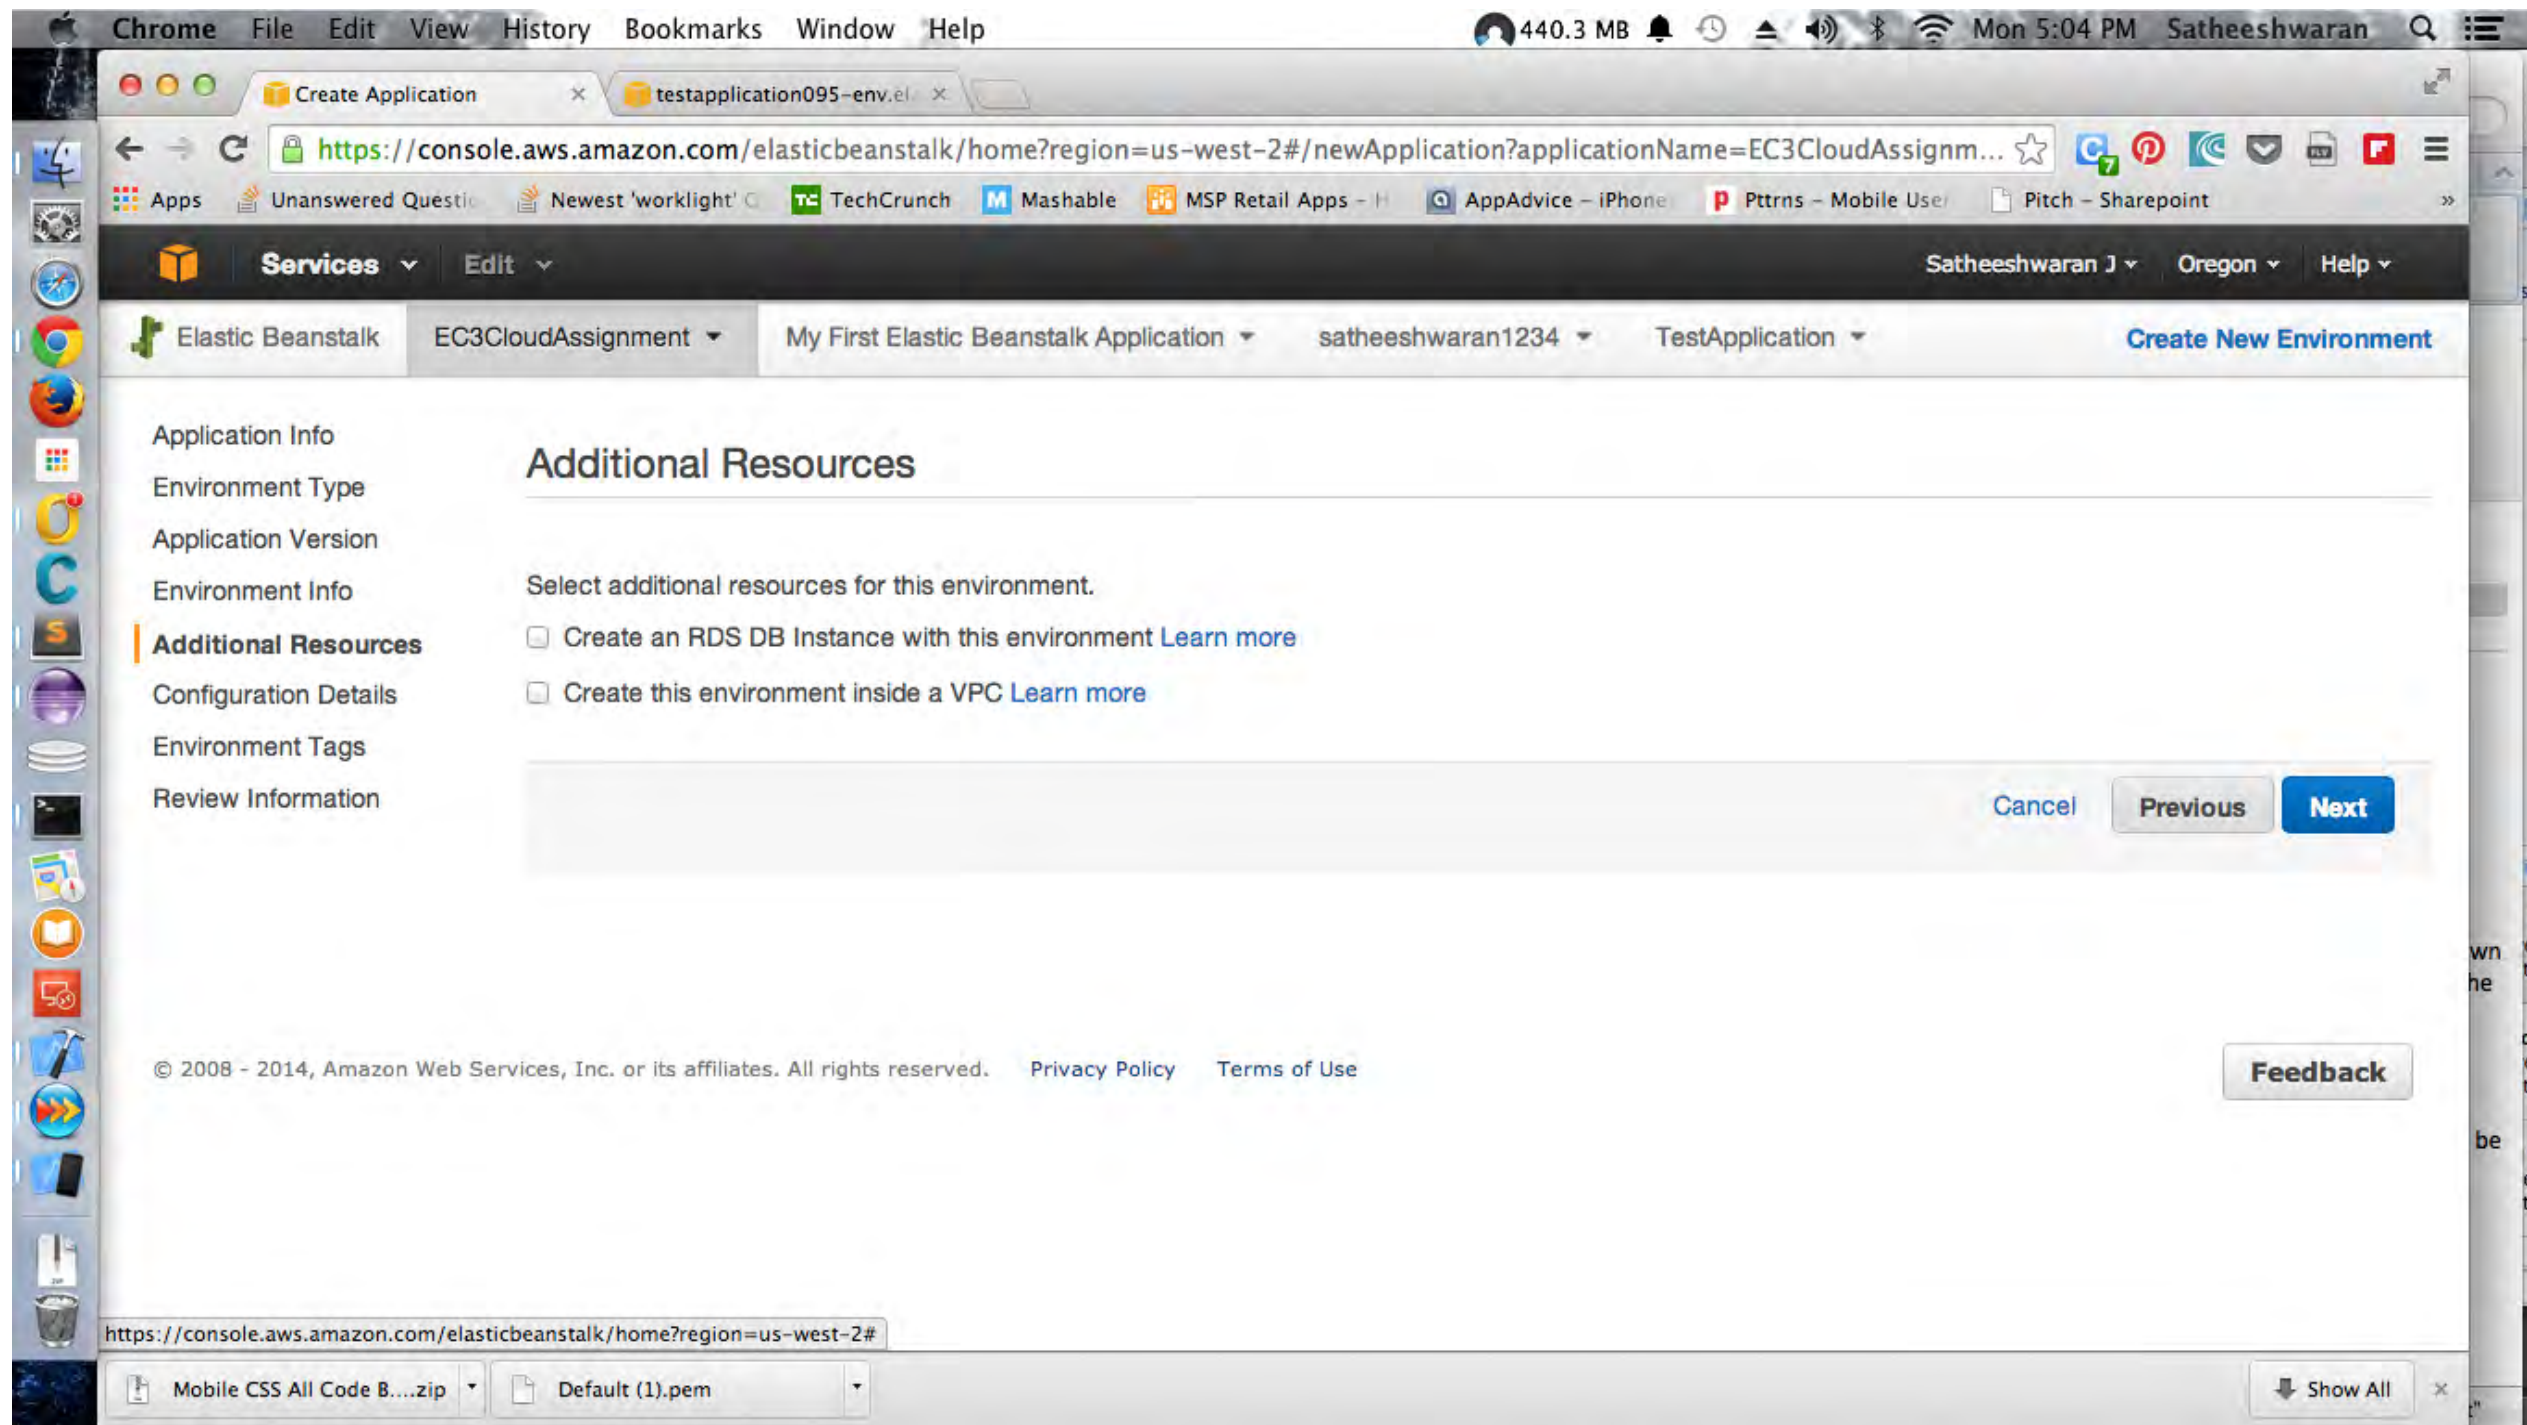 Chrome File Edit View History Bookmarks Window Help 440.3 MB Mon 5:04 PM Satheeshwaran
Create Application testapplication095-env.el
https://console.aws.amazon.com/elasticbeanstalk/home?region=us-west-2#/newApplication?applicationName=EC3CloudAssignm...
Apps Unanswered Questio Newest 'worklight' TechCrunch Mashable MSP Retail Apps - H AppAdvice - iPhone Pttrns - Mobile User Pitch - Sharepoint »
Services Edit Satheeshwaran J Oregon Help
Elastic Beanstalk EC3CloudAssignment My First Elastic Beanstalk Application satheeshwaran1234 TestApplication Create New Environment
Application Info
Environment Type
Application Version
Environment Info
Additional Resources
Configuration Details
Environment Tags
Review Information
Additional Resources
Select additional resources for this environment.
Create an RDS DB Instance with this environment Learn more
Create this environment inside a VPC Learn more
Cancel Previous Next
wn
he
be
© 2008 - 2014, Amazon Web Services, Inc. or its affiliates. All rights reserved. Privacy Policy Terms of Use
Feedback
https://console.aws.amazon.com/elasticbeanstalk/home?region=us-west-2#
Mobile CSS All Code B....zip Default (1).pem Show All